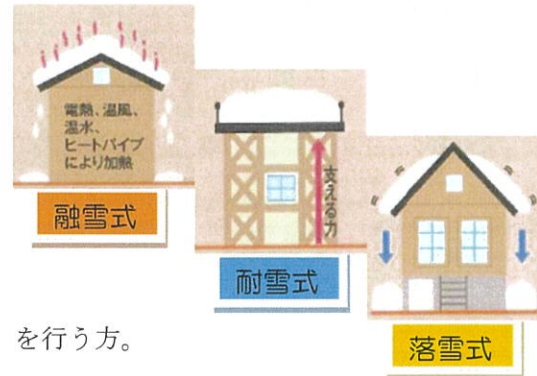 電熱、温風、
温水、
ヒートパイプ
により加熱
融雪式
支える力
耐雪式
落雪式
を行う方。